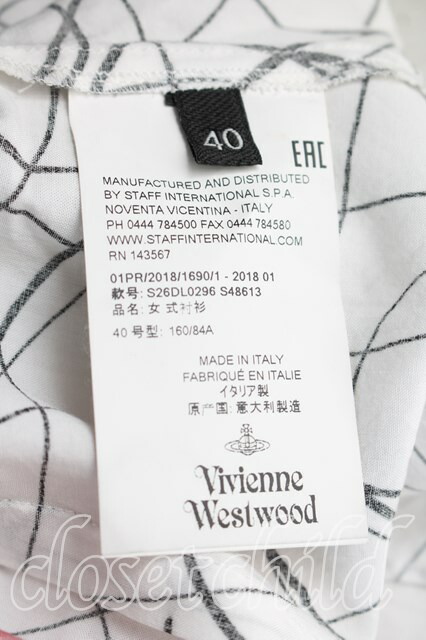 40
EAC
MANUFACTURED AND DISTRIBUTED
BY STAFF INTERNATIONAL S.P.A.
NOVENTA VICENTINA - ITALY
PH 0444 784500 FAX 0444 784580
WWW.STAFFINTERNATIONAL.COM
RN 143567
01PR/2018/1690/1 - 2018 01
款号: S26DL0296 S48613
品名: 女 式衬衫
40 号型: 160/84A
MADE IN ITALY
FABRIQUÉ EN ITALIE
イタリア製
原产国: 意大利製造
Vivienne
Westwood
closetchild